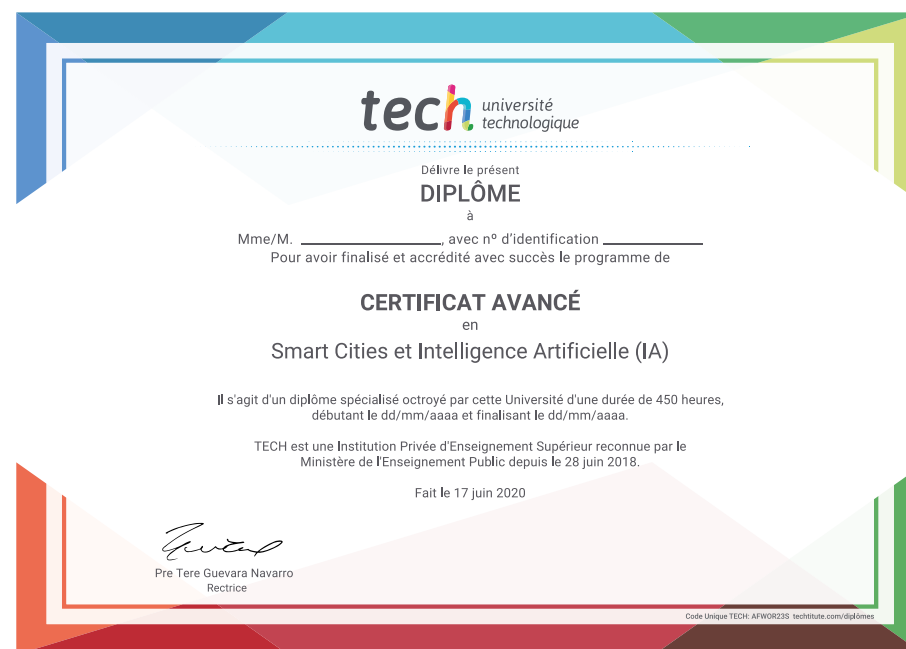 tech université
technologique
Délivre le présent
DIPLÔME
à
Mme/M. ____________________, avec nº d'identification ______________
Pour avoir finalisé et accrédité avec succès le programme de
CERTIFICAT AVANCÉ
en
Smart Cities et Intelligence Artificielle (IA)
Il s'agit d'un diplôme spécialisé octroyé par cette Université d'une durée de 450 heures,
débutant le dd/mm/aaaa et finalisant le dd/mm/aaaa.
TECH est une Institution Privée d'Enseignement Supérieur reconnue par le
Ministère de l'Enseignement Public depuis le 28 juin 2018.
Fait le 17 juin 2020
Pre Tere Guevara Navarro
Rectrice
Code Unique TECH: AFWOR23S techtitute.com/diplômes